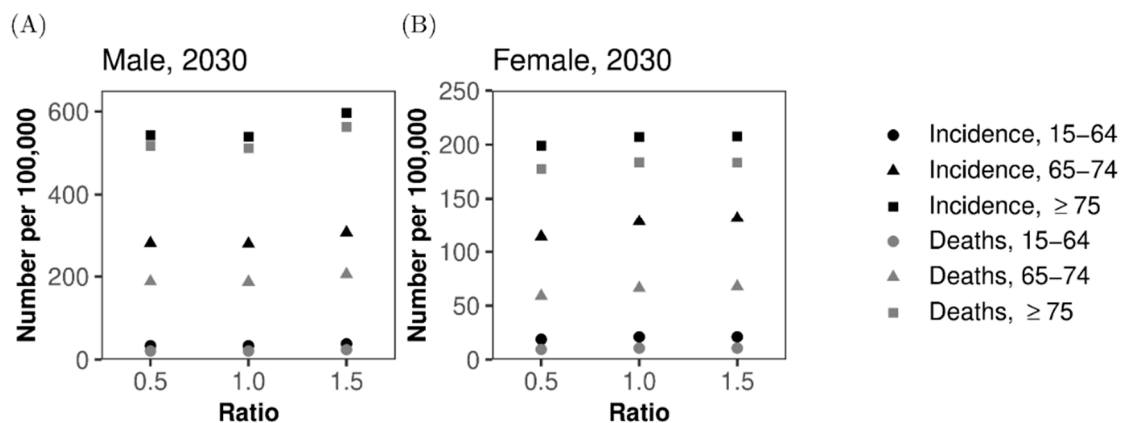 (A)
Male, 2030
Number per 100,000
600
400
200
0
0.5 1.0 1.5
Ratio
(B)
Female, 2030
Number per 100,000
250
200
150
100
50
0
0.5 1.0 1.5
Ratio
Incidence, 15−64
Incidence, 65−74
Incidence, ≥ 75
Deaths, 15−64
Deaths, 65−74
Deaths, ≥ 75